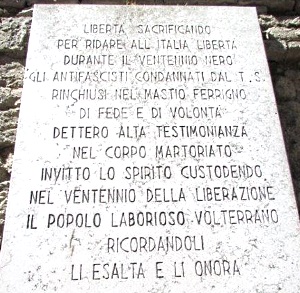 LIBERTÀ SACRIFICANDO
PER RIDARE ALL'ITALIA LIBERTÀ
DURANTE IL VENTENNIO NERO
GLI ANTIFASCISTI CONDANNATI DAL T.S.
RINCHIUSI NEL MASTIO FERRIGNO
DI FEDE E DI VOLONTÀ
DETTERO ALTA TESTIMONIANZA
NEL CORPO MARTORIATO
INVITTO LO SPIRITO CUSTODENDO.
NEL VENTENNIO DELLA LIBERAZIONE
IL POPOLO LABORIOSO VOLTERRANO
RICORDANDOLI
LI ESALTA E LI ONORA